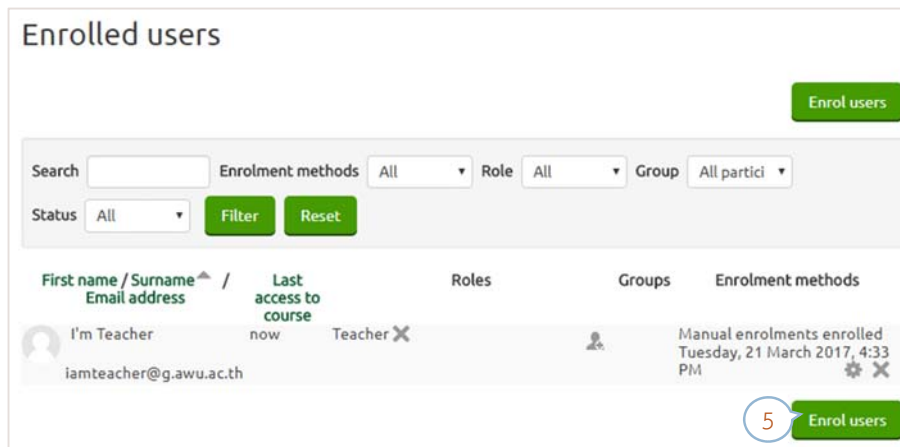 Enrolled users
Enrol users
Search Enrolment methods All Role All Group All partici
Status All Filter Reset
First name / Surname / Last Roles Groups Enrolment methods
Email address access to
course
I'm Teacher now Teacher Manual enrolments enrolled
Tuesday, 21 March 2017, 4:33
iamteacher@g.awu.ac.th PM
5 Enrol users